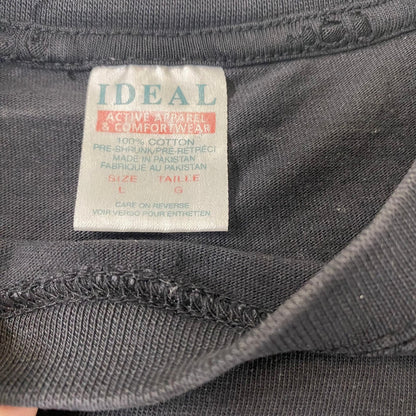 IDEAL
ACTIVE APPAREL
& COMFORTWEAR
100% COTTON
PRE-SHRUNK/PRE-RETRÉCI
MADE IN PAKISTAN
FABRIQUE AU PAKISTAN
SIZE TAILLE
L G
CARE ON REVERSE
VOIR VERSO POUR ENTRETIEN